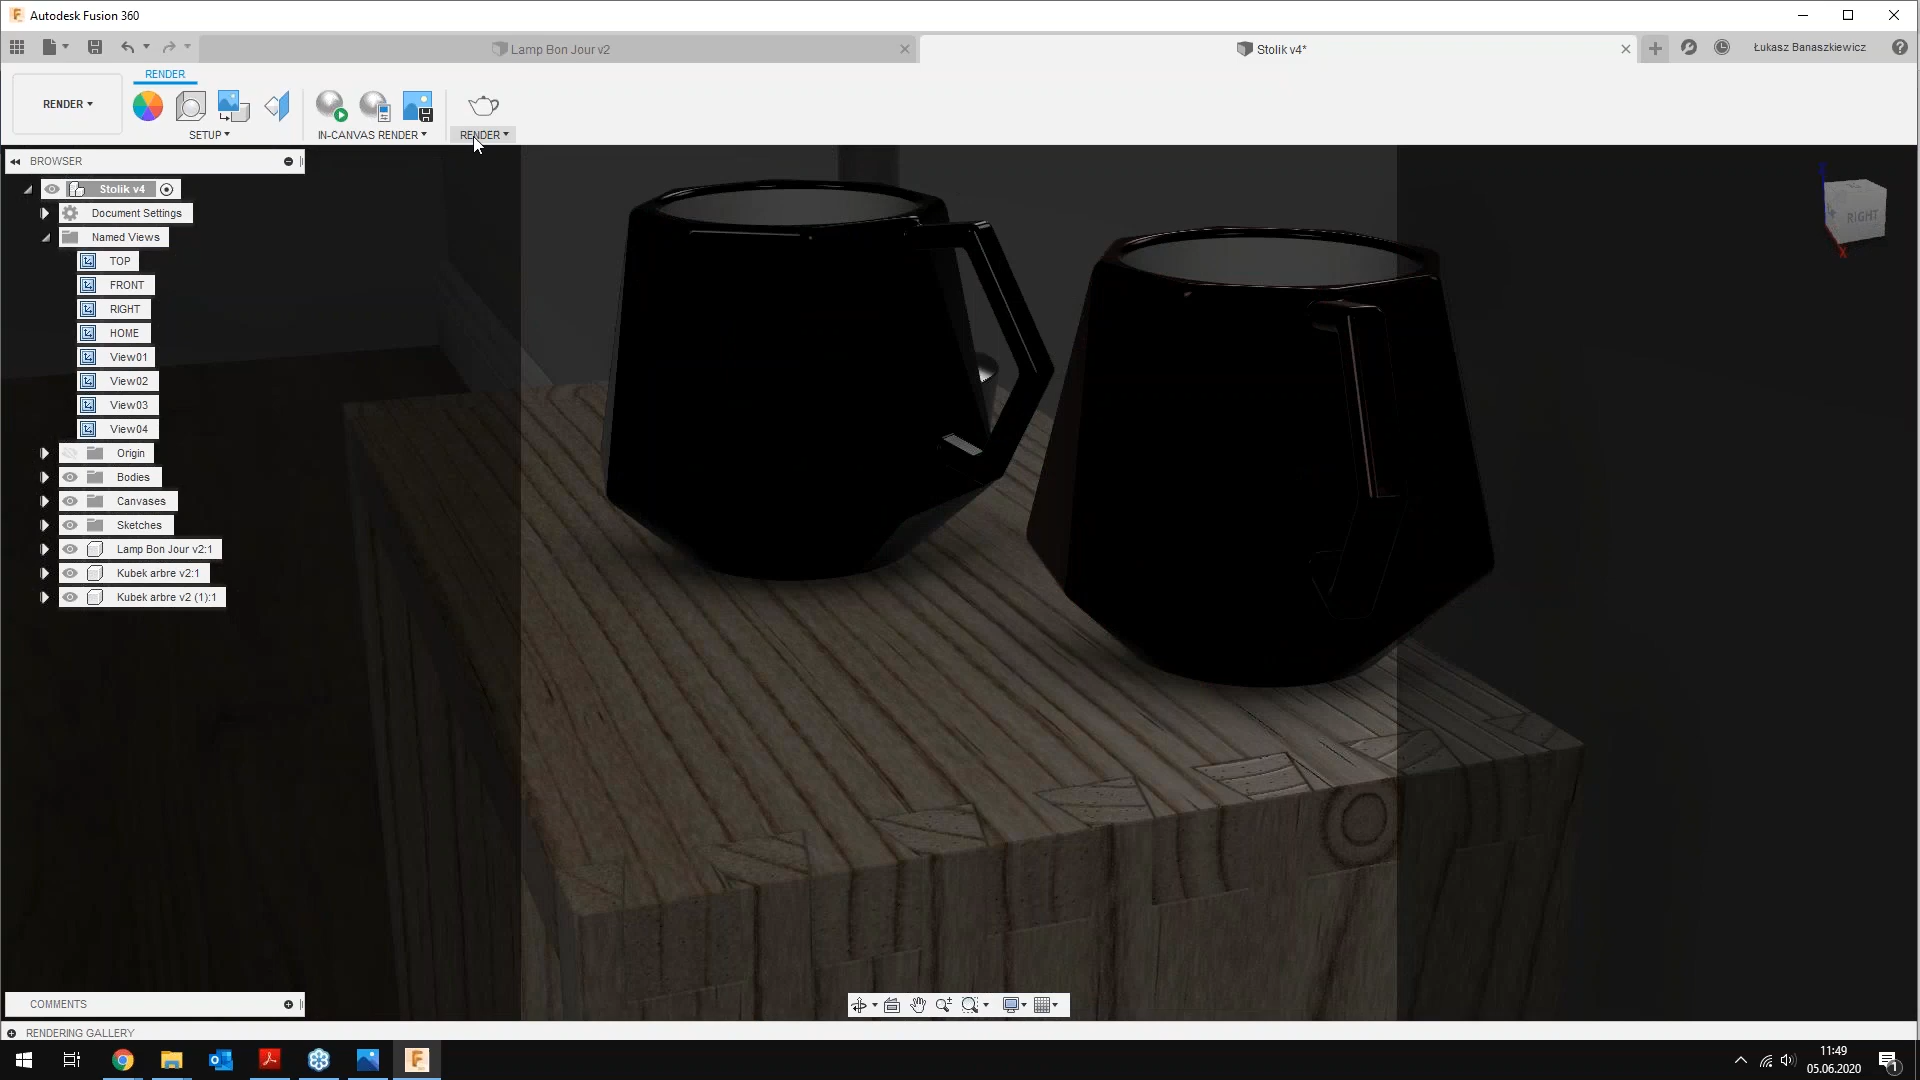 Autodesk Fusion 360
Lamp Bon Jour v2
Stolik v4*
Łukasz Banaszkiewicz
RENDER
RENDER
SETUP
IN-CANVAS RENDER
RENDER
BROWSER
Stolik v4
Document Settings
Named Views
TOP
FRONT
RIGHT
HOME
View01
View02
View03
View04
Origin
Bodies
Canvases
Sketches
Lamp Bon Jour v2:1
Kubek arbre v2:1
Kubek arbre v2 (1):1
RIGHT
X
COMMENTS
RENDERING GALLERY
11:49
05.06.2020
1